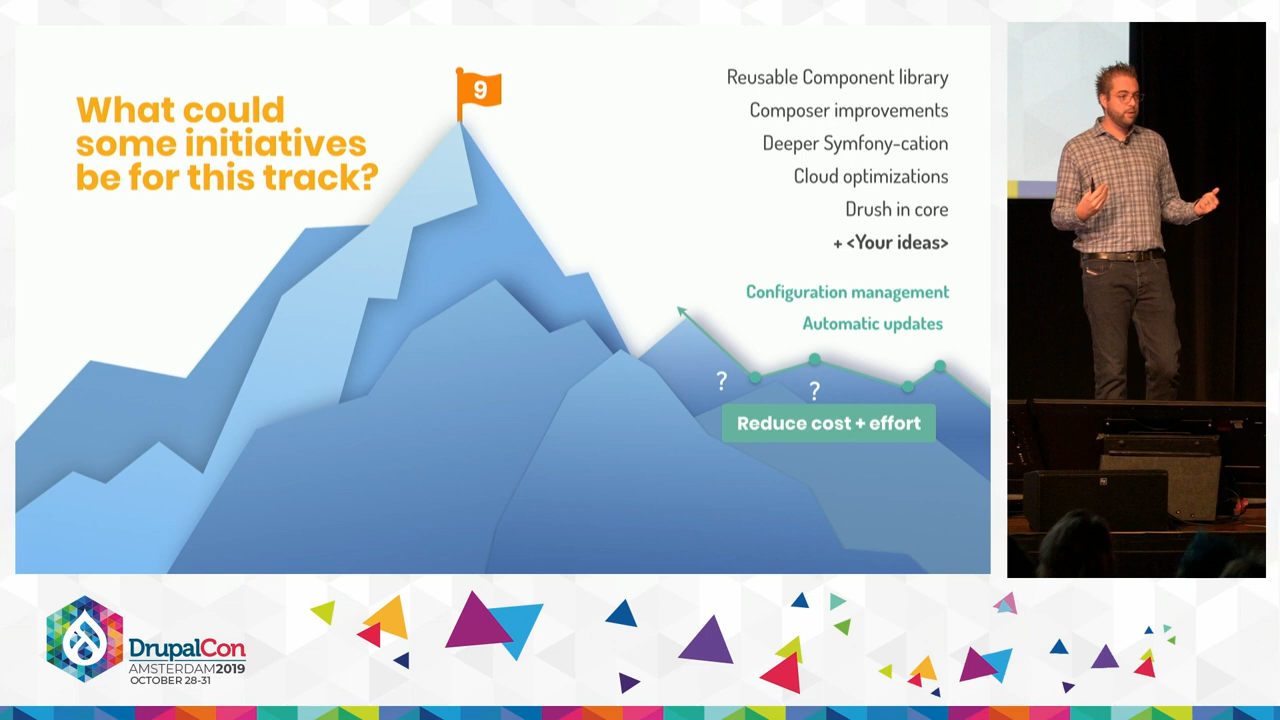 What could
some initiatives
be for this track?
9
Reusable Component library
Composer improvements
Deeper Symfony-cation
Cloud optimizations
Drush in core
+ <Your ideas>
Configuration management
Automatic updates
?
?
Reduce cost + effort
DrupalCon
AMSTERDAM2019
OCTOBER 28-31